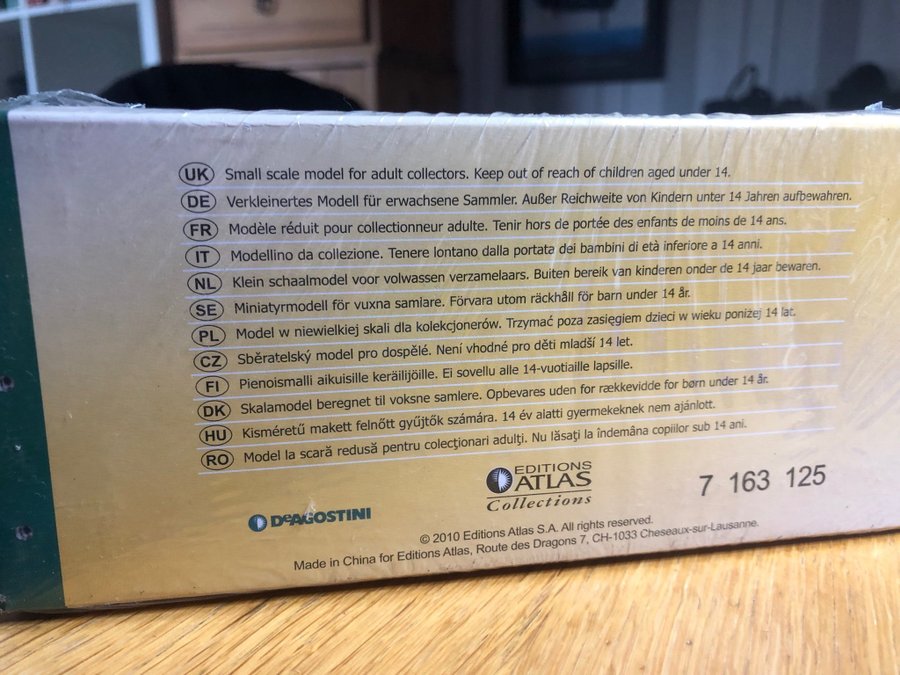 UK Small scale model for adult collectors. Keep out of reach of children aged under 14.
DE Verkleinertes Modell für erwachsene Sammler. Außer Reichweite von Kindern unter 14 Jahren aufbewahren.
FR Modèle réduit pour collectionneur adulte. Tenir hors de portée des enfants de moins de 14 ans.
IT Modellino da collezione. Tenere lontano dalla portata dei bambini di età inferiore a 14 anni.
NL Klein schaalmodel voor volwassen verzamelaars. Buiten bereik van kinderen onder de 14 jaar bewaren.
SE Miniatyrmodell för vuxna samlare. Förvara utom räckhåll för barn under 14 år.
PL Model w niewielkiej skali dla kolekcjonerów. Trzymać poza zasięgiem dzieci w wieku poniżej 14 lat.
CZ Sběratelský model pro dospělé. Není vhodné pro děti mladší 14 let.
FI Pienoismalli aikuisille keräilijöille. Ei sovellu alle 14-vuotiaille lapsille.
DK Skalamodel beregnet til voksne samlere. Opbevares uden for rækkevidde for børn under 14 år.
HU Kisméretű makett felnőtt gyűjtők számára. 14 év alatti gyermekeknek nem ajánlott.
RO Model la scară redusă pentru colecţionari adulţi. Nu lăsaţi la îndemâna copiilor sub 14 ani.
DeAGOSTINI
EDITIONS
ATLAS
Collections
7 163 125
© 2010 Editions Atlas S.A. All rights reserved.
Made in China for Editions Atlas, Route des Dragons 7, CH-1033 Cheseaux-sur-Lausanne.